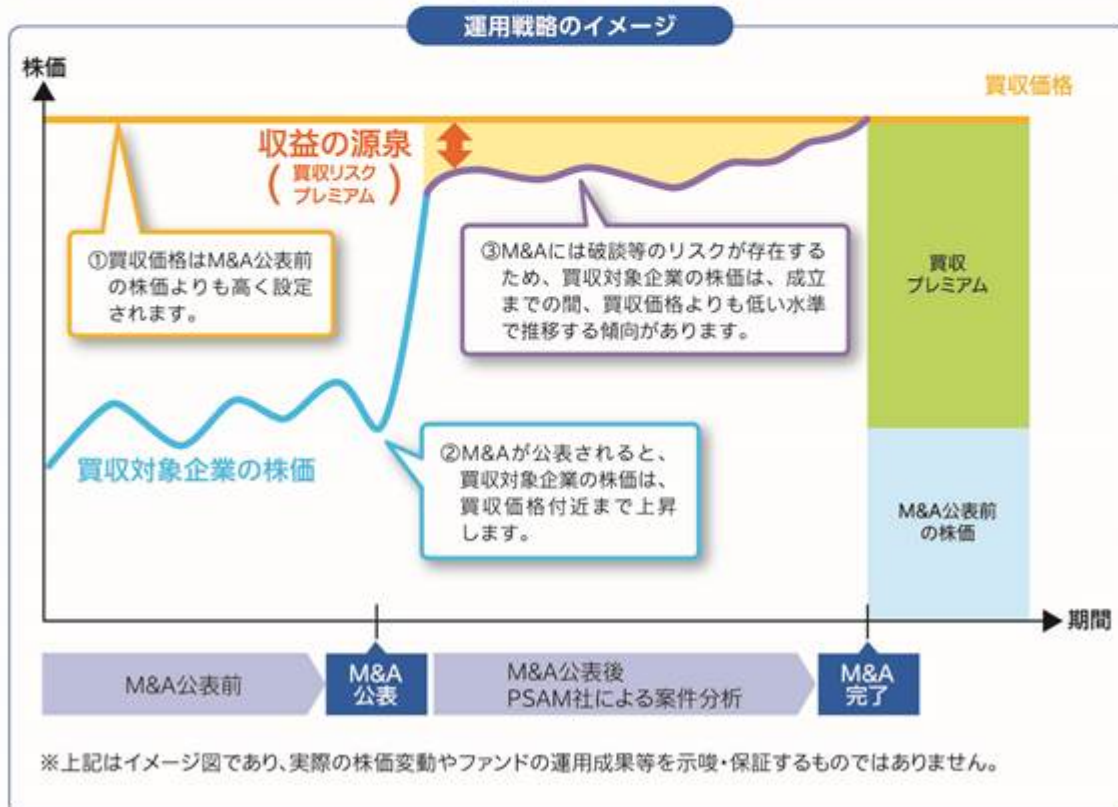 運用戦略のイメージ
株価
買収価格
収益の源泉
(買収リスク
プレミアム)
①買収価格はM&A公表前
の株価よりも高く設定
されます。
③M&Aには破談等のリスクが存在する
ため、買収対象企業の株価は、成立
までの間、買収価格よりも低い水準
で推移する傾向があります。
買収
プレミアム
買収対象企業の株価
②M&Aが公表されると、
買収対象企業の株価は、
買収価格付近まで上昇
します。
M&A公表前
の株価
期間
M&A公表前
M&A
公表
M&A公表後
PSAM社による案件分析
M&A
完了
※上記はイメージ図であり、実際の株価変動やファンドの運用成果等を示唆・保証するものではありません。